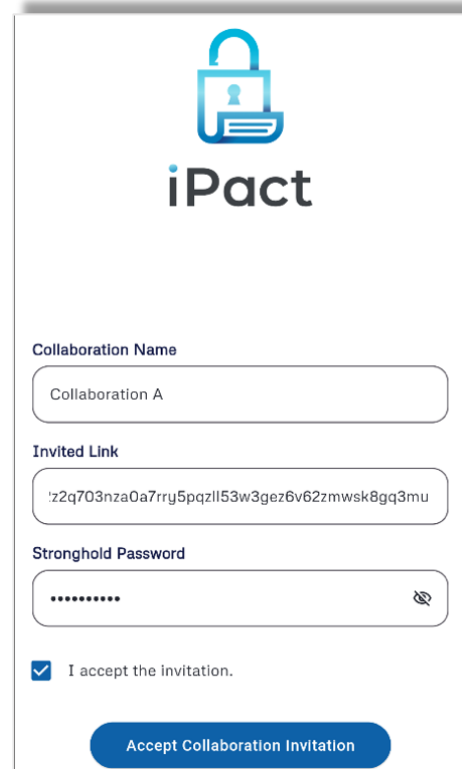 iPact
Collaboration Name
Collaboration A
Invited Link
z2q703nza0a7rry5pqzll53w3gez6v62zmwsk8gq3mu
Stronghold Password
••••••••••
I accept the invitation.
Accept Collaboration Invitation